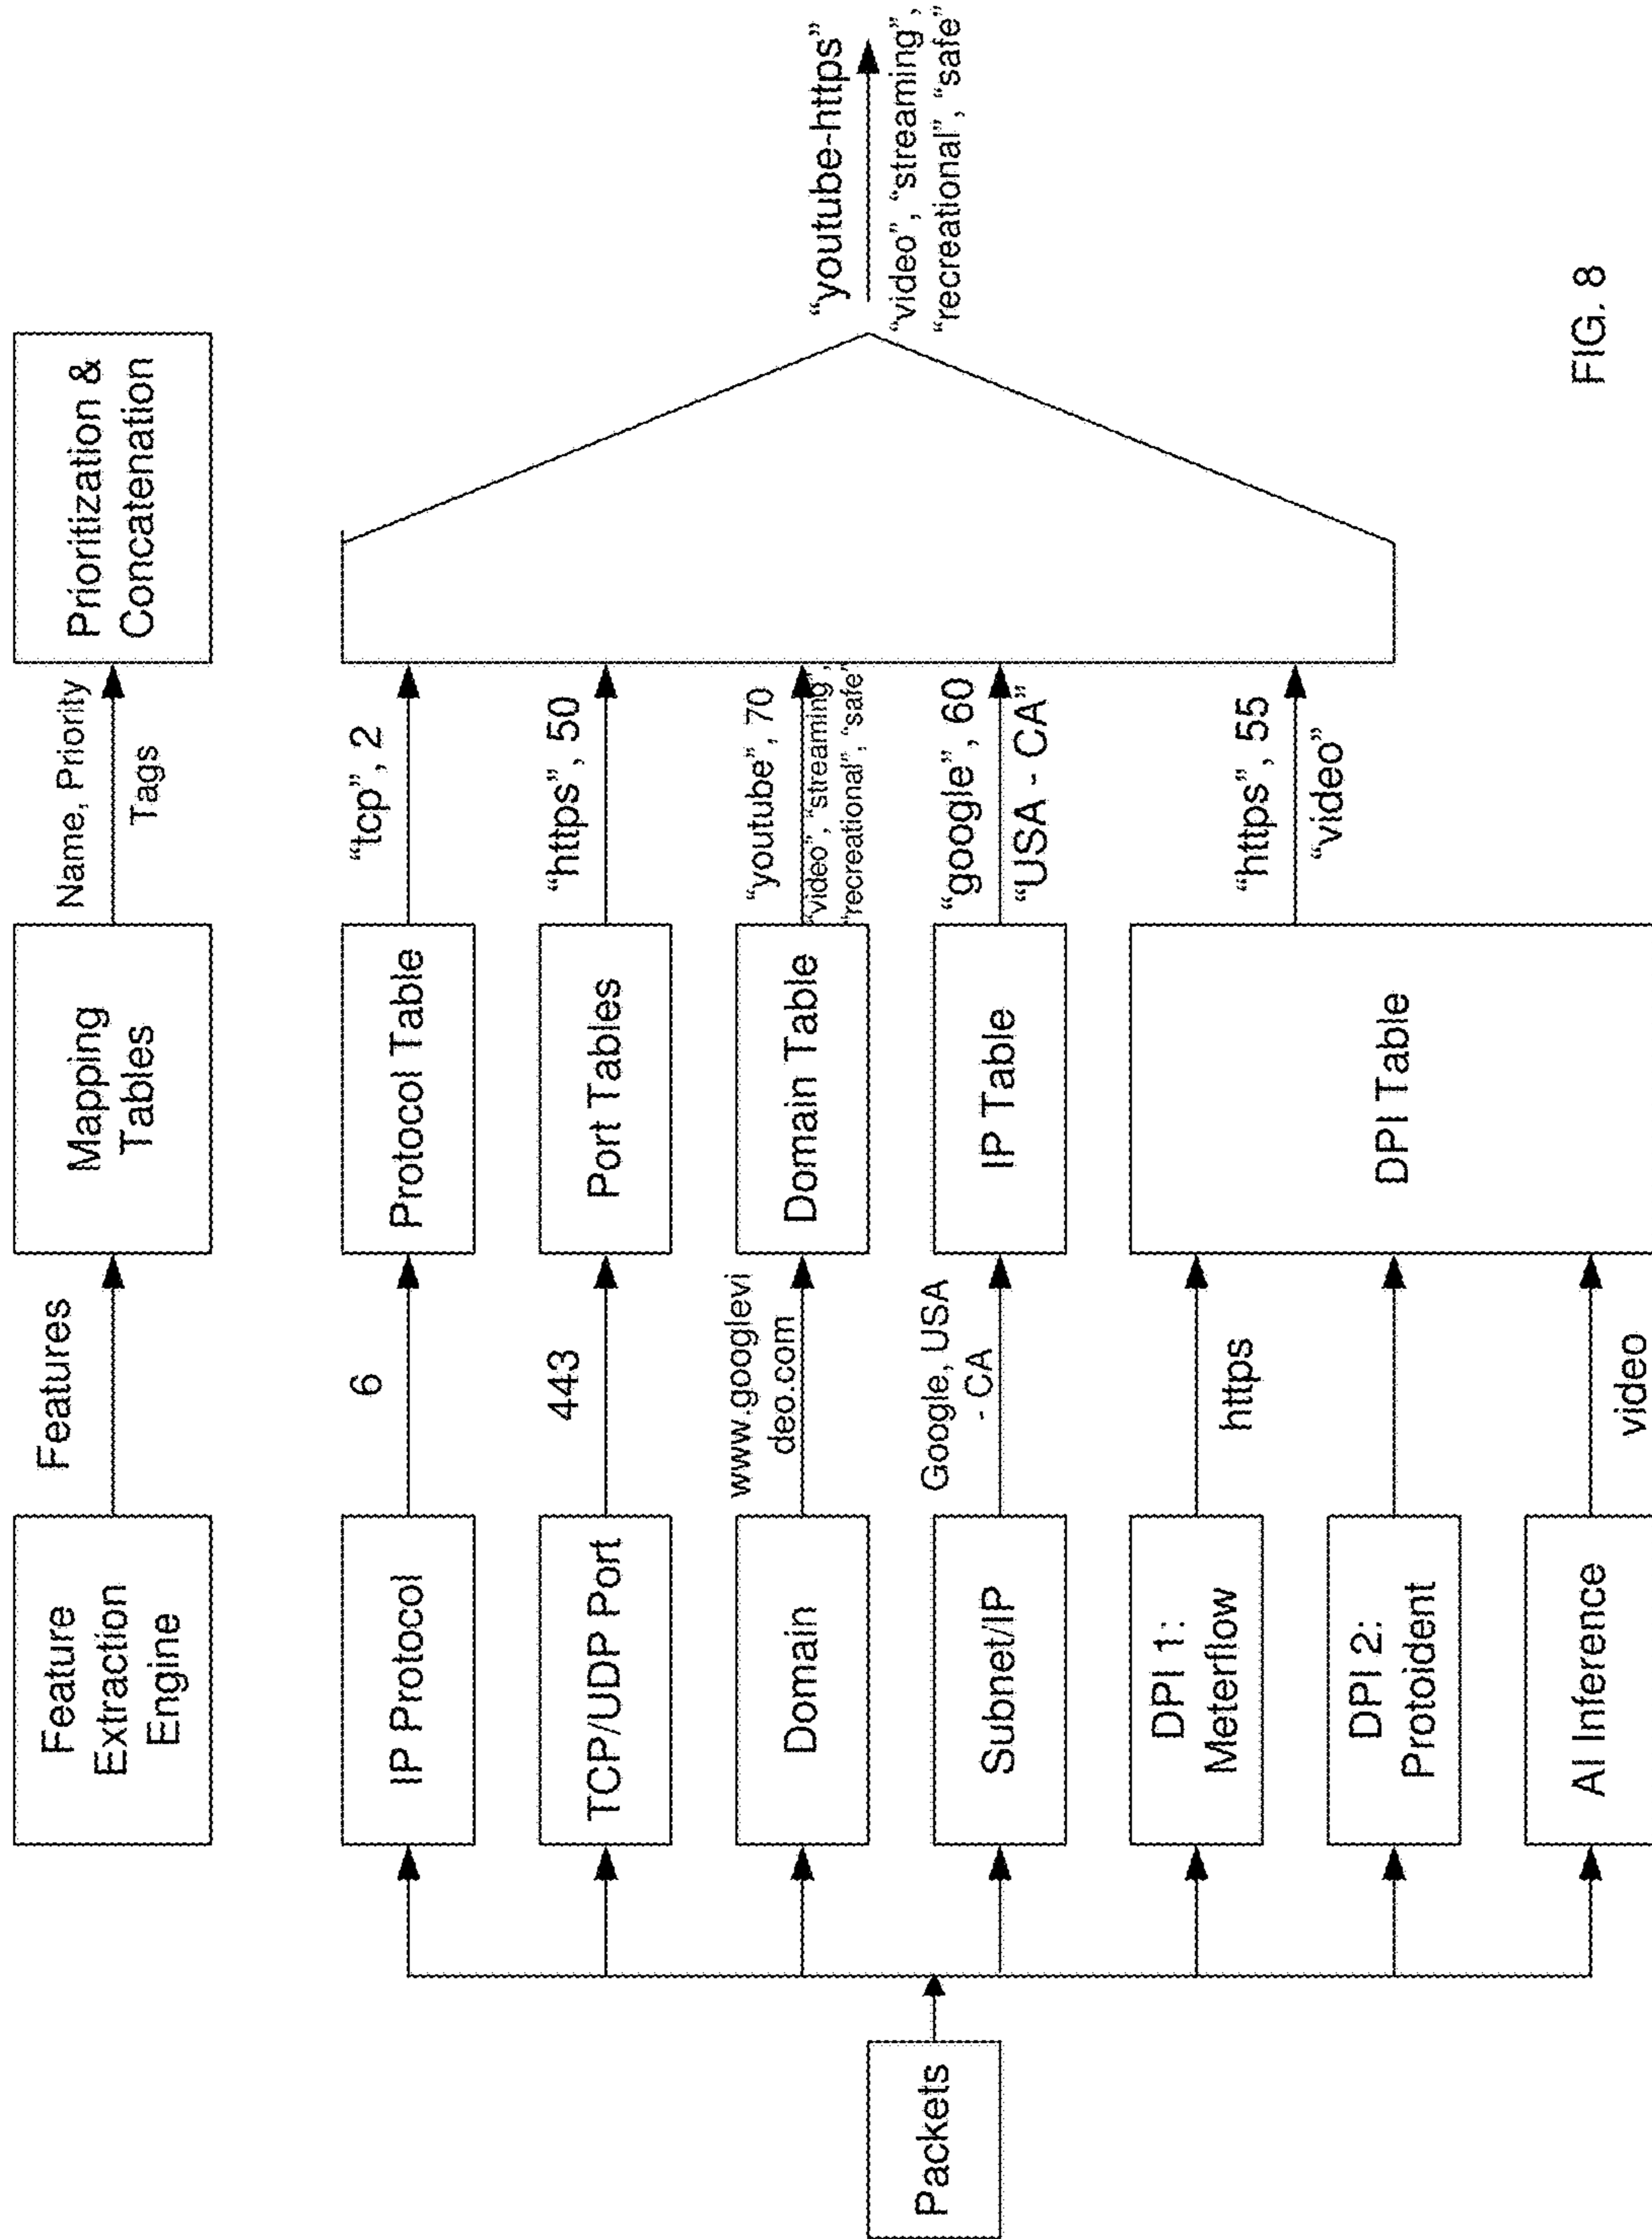 Feature
Extraction
Engine
Features
Mapping
Tables
Name, Priority
Tags
Prioritization &
Concatenation
Packets
IP Protocol
6
Protocol Table
“tcp”, 2
TCP/UDP Port
443
Port Tables
“https”, 50
Domain
www.googlevi
deo.com
Domain Table
“youtube”, 70
“video”, “streaming”,
“recreational”, “safe”
Subnet/IP
Google, USA
- CA
IP Table
“google”, 60
“USA - CA”
DPI 1:
Meterflow
https
DPI 2:
Protoident
AI Inference
video
DPI Table
“https”, 55
“video”
“youtube-https”
“video”, “streaming”,
“recreational”, “safe”
FIG. 8